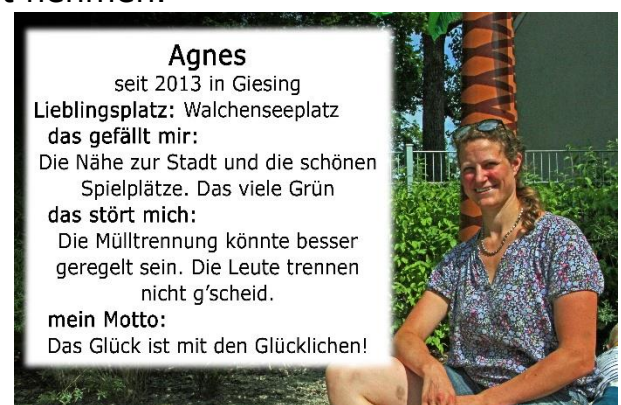 t nehmen.
Agnes
seit 2013 in Giesing
Lieblingsplatz: Walchenseeplatz
das gefällt mir:
Die Nähe zur Stadt und die schönen
Spielplätze. Das viele Grün
das stört mich:
Die Mülltrennung könnte besser
geregelt sein. Die Leute trennen
nicht g'scheid.
mein Motto:
Das Glück ist mit den Glücklichen!